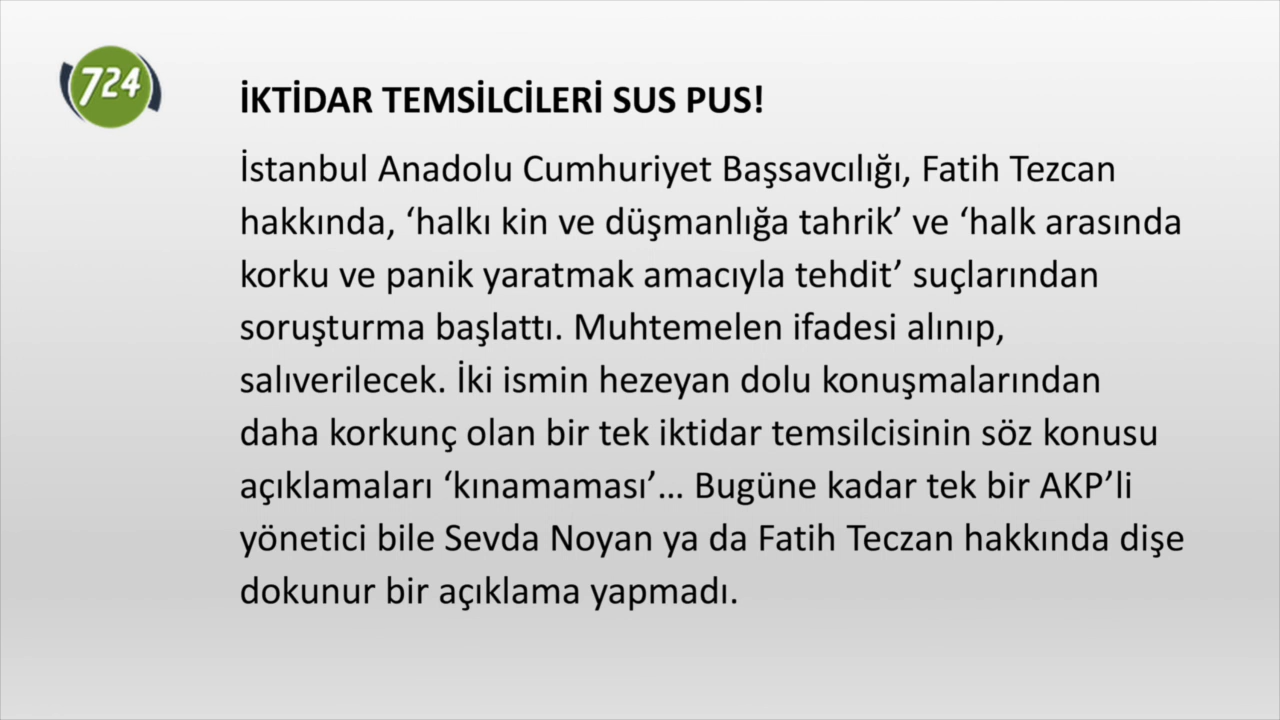 724
İKTİDAR TEMSİLCİLERİ SUS PUS!
İstanbul Anadolu Cumhuriyet Başsavcılığı, Fatih Tezcan
hakkında, ‘halkı kin ve düşmanlığa tahrik’ ve ‘halk arasında
korku ve panik yaratmak amacıyla tehdit’ suçlarından
soruşturma başlattı. Muhtemelen ifadesi alınıp,
salıverilecek. İki ismin hezeyan dolu konuşmalarından
daha korkunç olan bir tek iktidar temsilcisinin söz konusu
açıklamaları ‘kınamaması’… Bugüne kadar tek bir AKP’li
yönetici bile Sevda Noyan ya da Fatih Teczan hakkında dişe
dokunur bir açıklama yapmadı.